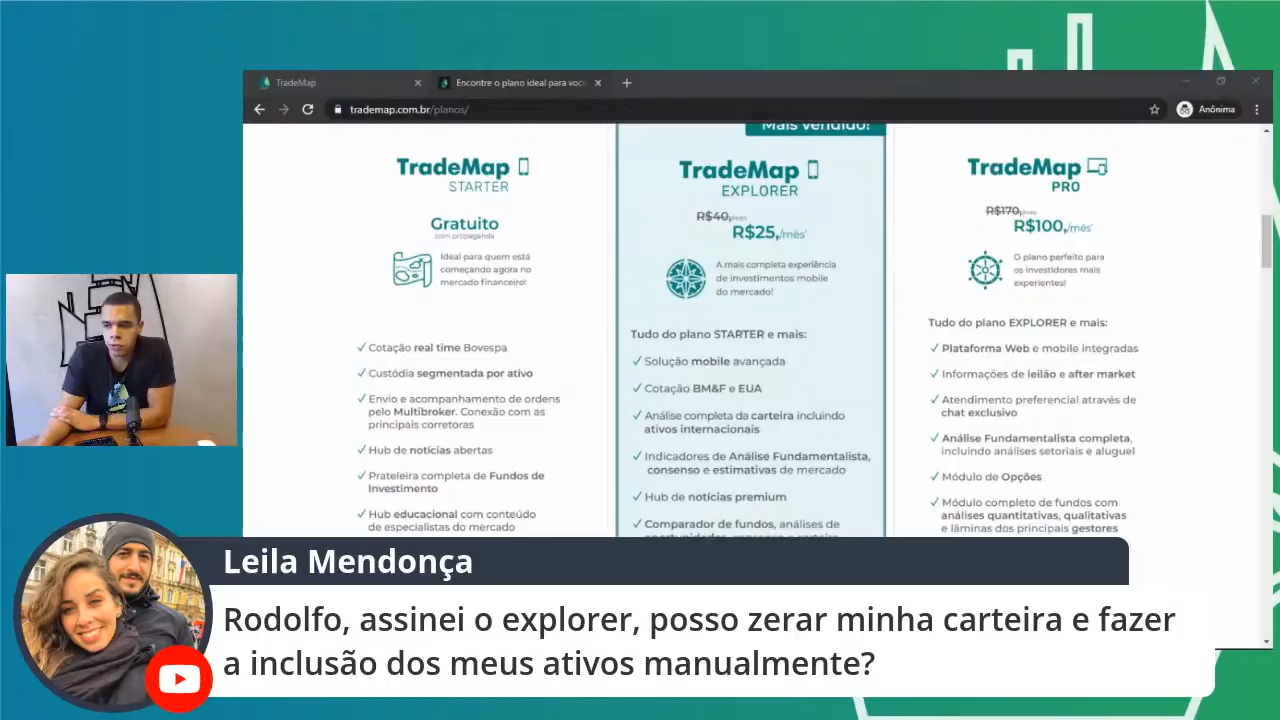 TradeMap
Encontre o plano ideal para você
trademap.com.br/planos/
Anônima
Mais vendido!
TradeMap
STARTER
Gratuito
com propaganda
Ideal para quem está
começando agora no
mercado financeiro!
✓ Cotação real time Bovespa
✓ Custódia segmentada por ativo
✓ Envio e acompanhamento de ordens
pelo Multibroker. Conexão com as
principais corretoras
✓ Hub de notícias abertas
✓ Prateleira completa de Fundos de
Investimento
✓ Hub educacional com conteúdo
de especialistas do mercado
TradeMap
EXPLORER
R$40,/mês
R$25,/mês*
A mais completa experiência
de investimentos mobile
do mercado!
Tudo do plano STARTER e mais:
✓ Solução mobile avançada
✓ Cotação BM&F e EUA
✓ Análise completa da carteira incluindo
ativos internacionais
✓ Indicadores de Análise Fundamentalista,
consenso e estimativas de mercado
✓ Hub de notícias premium
✓ Comparador de fundos, análises de
TradeMap
PRO
R$170,/mês
R$100,/mês*
O plano perfeito para
os investidores mais
experientes!
Tudo do plano EXPLORER e mais:
✓ Plataforma Web e mobile integradas
✓ Informações de leilão e after market
✓ Atendimento preferencial através de
chat exclusivo
✓ Análise Fundamentalista completa,
incluindo análises setoriais e aluguel
✓ Módulo de Opções
✓ Módulo completo de fundos com
análises quantitativas, qualitativas
e lâminas dos principais gestores
Leila Mendonça
Rodolfo, assinei o explorer, posso zerar minha carteira e fazer
a inclusão dos meus ativos manualmente?